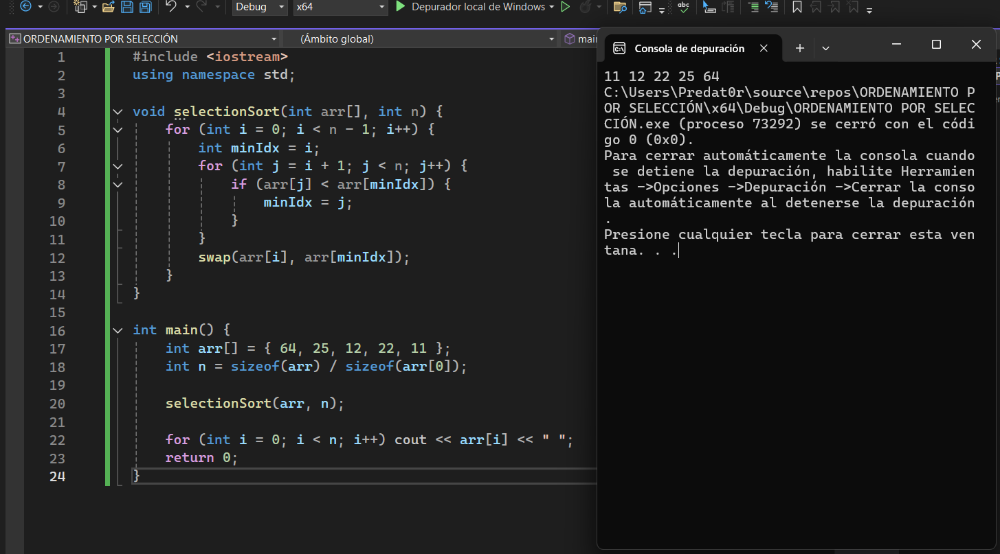 Debug x64 Depurador local de Windows
ORDENAMIENTO POR SELECCIÓN (Ámbito global)
1 #include <iostream>
2 using namespace std;
3
4 void selectionSort(int arr[], int n) {
5 for (int i = 0; i < n - 1; i++) {
6 int minIdx = i;
7 for (int j = i + 1; j < n; j++) {
8 if (arr[j] < arr[minIdx]) {
9 minIdx = j;
10 }
11 }
12 swap(arr[i], arr[minIdx]);
13 }
14 }
15
16 int main() {
17 int arr[] = { 64, 25, 12, 22, 11 };
18 int n = sizeof(arr) / sizeof(arr[0]);
19
20 selectionSort(arr, n);
21
22 for (int i = 0; i < n; i++) cout << arr[i] << " ";
23 return 0;
24 }
Consola de depuración
11 12 22 25 64
C:\Users\Predat0r\source\repos\ORDENAMIENTO P
OR SELECCIÓN\x64\Debug\ORDENAMIENTO POR SELEC
CIÓN.exe (proceso 73292) se cerró con el códi
go 0 (0x0).
Para cerrar automáticamente la consola cuando
se detiene la depuración, habilite Herramien
tas ->Opciones ->Depuración ->Cerrar la conso
la automáticamente al detenerse la depuración
.
Presione cualquier tecla para cerrar esta ven
tana. . .